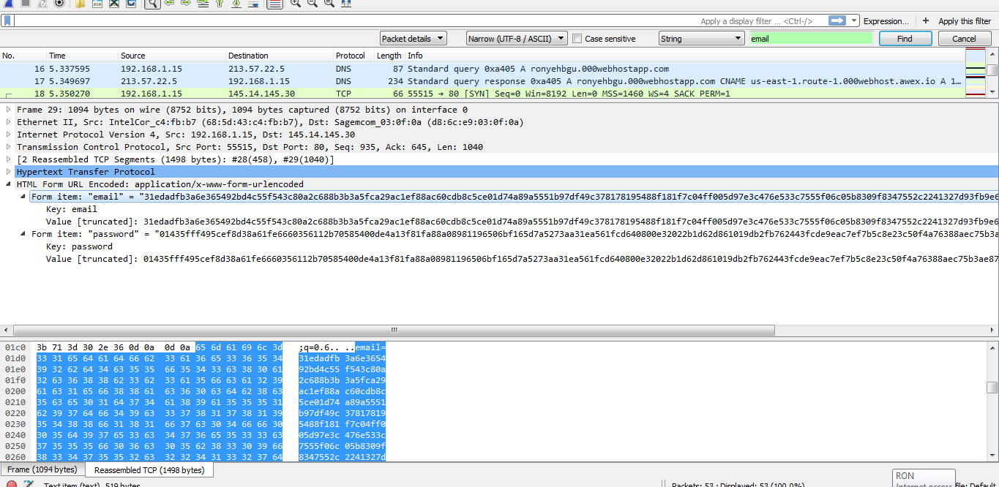 Apply a display filter ... <Ctrl-/> Expression... + Apply this filter
Packet details Narrow (UTF-8 / ASCII) Case sensitive String email Find Cancel
No. Time Source Destination Protocol Length Info
16 5.337595 192.168.1.15 213.57.22.5 DNS 87 Standard query 0xa405 A ronyehbgu.000webhostapp.com
17 5.349697 213.57.22.5 192.168.1.15 DNS 234 Standard query response 0xa405 A ronyehbgu.000webhostapp.com CNAME us-east-1.route-1.000webhost.awex.io A 1…
18 5.350270 192.168.1.15 145.14.145.30 TCP 66 55515 → 80 [SYN] Seq=0 Win=8192 Len=0 MSS=1460 WS=4 SACK_PERM=1
Frame 29: 1094 bytes on wire (8752 bits), 1094 bytes captured (8752 bits) on interface 0
Ethernet II, Src: IntelCor_c4:fb:b7 (68:5d:43:c4:fb:b7), Dst: Sagemcom_03:0f:0a (d8:6c:e9:03:0f:0a)
Internet Protocol Version 4, Src: 192.168.1.15, Dst: 145.14.145.30
Transmission Control Protocol, Src Port: 55515, Dst Port: 80, Seq: 935, Ack: 645, Len: 1040
[2 Reassembled TCP Segments (1498 bytes): #28(458), #29(1040)]
Hypertext Transfer Protocol
HTML Form URL Encoded: application/x-www-form-urlencoded
Form item: "email" = "31edadfb3a6e365492bd4c55f543c80a2c688b3b3a5fca29ac1ef88ac60cdb8c5ce01d74a89a5551b97df49c378178195488f181f7c04ff005d97e3c476e533c7555f06c05b8309f8347552c2241327d93fb9e6
Key: email
Value [truncated]: 31edadfb3a6e365492bd4c55f543c80a2c688b3b3a5fca29ac1ef88ac60cdb8c5ce01d74a89a5551b97df49c378178195488f181f7c04ff005d97e3c476e533c7555f06c05b8309f8347552c2241327d93fb9e6
Form item: "password" = "01435fff495cef8d38a61fe6660356112b70585400de4a13f81fa88a08981196506bf165d7a5273aa31ea561fcd640800e32022b1d62d861019db2fb762443fcde9eac7ef7b5c8e23c50f4a76388aec75b3a
Key: password
Value [truncated]: 01435fff495cef8d38a61fe6660356112b70585400de4a13f81fa88a08981196506bf165d7a5273aa31ea561fcd640800e32022b1d62d861019db2fb762443fcde9eac7ef7b5c8e23c50f4a76388aec75b3ae87
01c0 3b 71 3d 30 2e 36 0d 0a 0d 0a 65 6d 61 69 6c 3d ;q=0.6.. ..email=
01d0 33 31 65 64 61 64 66 62 33 61 36 65 33 36 35 34 31edadfb 3a6e3654
01e0 39 32 62 64 34 63 35 35 66 35 34 33 63 38 30 61 92bd4c55 f543c80a
01f0 32 63 36 38 38 62 33 62 33 61 35 66 63 61 32 39 2c688b3b 3a5fca29
0200 61 63 31 65 66 38 38 61 63 36 30 63 64 62 38 63 ac1ef88a c60cdb8c
0210 35 63 65 30 31 64 37 34 61 38 39 61 35 35 35 31 5ce01d74 a89a5551
0220 62 39 37 64 66 34 39 63 33 37 38 31 37 38 31 39 b97df49c 37817819
0230 35 34 38 38 66 31 38 31 66 37 63 30 34 66 66 30 5488f181 f7c04ff0
0240 30 35 64 39 37 65 33 63 34 37 36 65 35 33 33 63 05d97e3c 476e533c
0250 37 35 35 35 66 30 36 63 30 35 62 38 33 30 39 66 7555f06c 05b8309f
0260 38 33 34 37 35 35 32 63 32 32 34 31 33 32 37 64 8347552c 2241327d
Frame (1094 bytes) Reassembled TCP (1498 bytes)
RON
Text item (text), 519 bytes Packets: 53 · Displayed: 53 (100.0%) Internet access file: Default